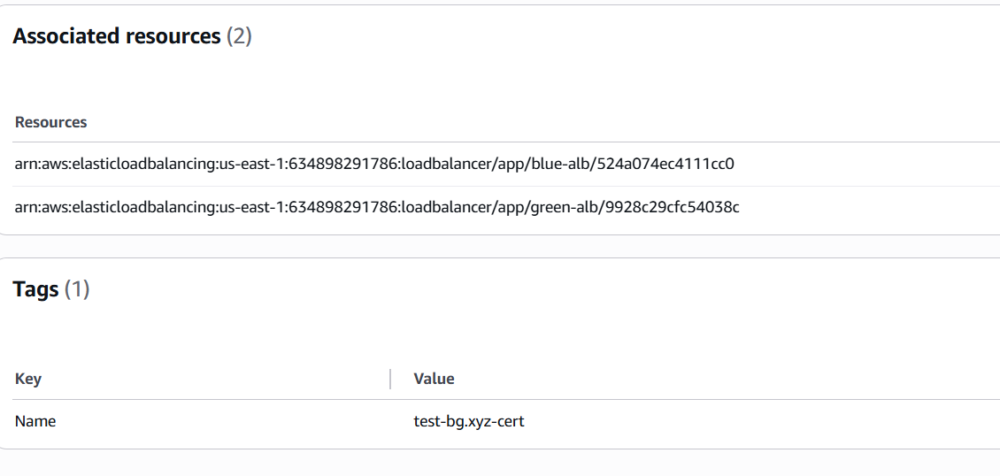 Associated resources (2)
Resources
arn:aws:elasticloadbalancing:us-east-1:634898291786:loadbalancer/app/blue-alb/524a074ec4111cc0
arn:aws:elasticloadbalancing:us-east-1:634898291786:loadbalancer/app/green-alb/9928c29cfc54038c
Tags (1)
Key Value
Name test-bg.xyz-cert